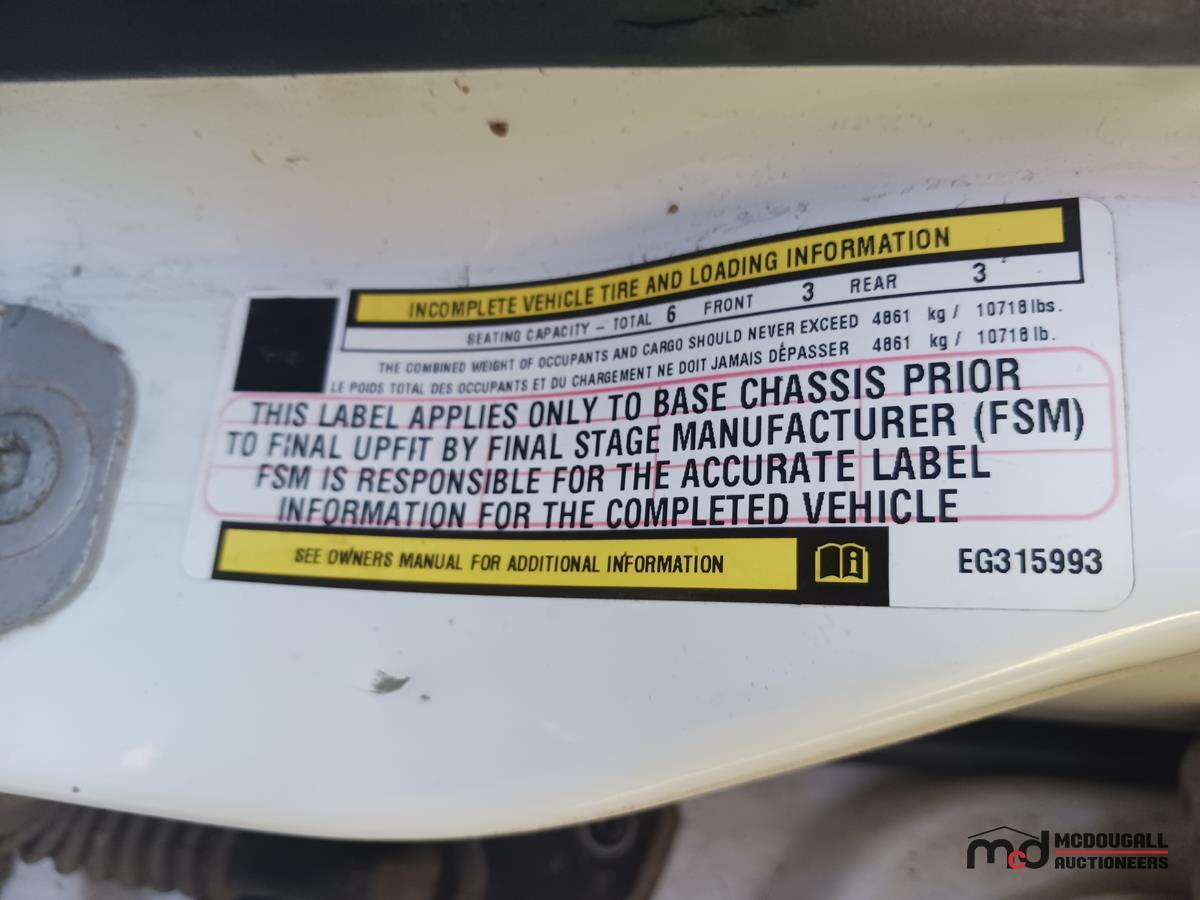 INCOMPLETE VEHICLE TIRE AND LOADING INFORMATION
SEATING CAPACITY – TOTAL 6 FRONT 3 REAR 3
THE COMBINED WEIGHT OF OCCUPANTS AND CARGO SHOULD NEVER EXCEED 4861 kg / 10718 lbs.
LE POIDS TOTAL DES OCCUPANTS ET DU CHARGEMENT NE DOIT JAMAIS DÉPASSER 4861 kg / 10718 lb.
THIS LABEL APPLIES ONLY TO BASE CHASSIS PRIOR
TO FINAL UPFIT BY FINAL STAGE MANUFACTURER (FSM)
FSM IS RESPONSIBLE FOR THE ACCURATE LABEL
INFORMATION FOR THE COMPLETED VEHICLE
SEE OWNERS MANUAL FOR ADDITIONAL INFORMATION
EG315993
mcd MCDOUGALL
AUCTIONEERS